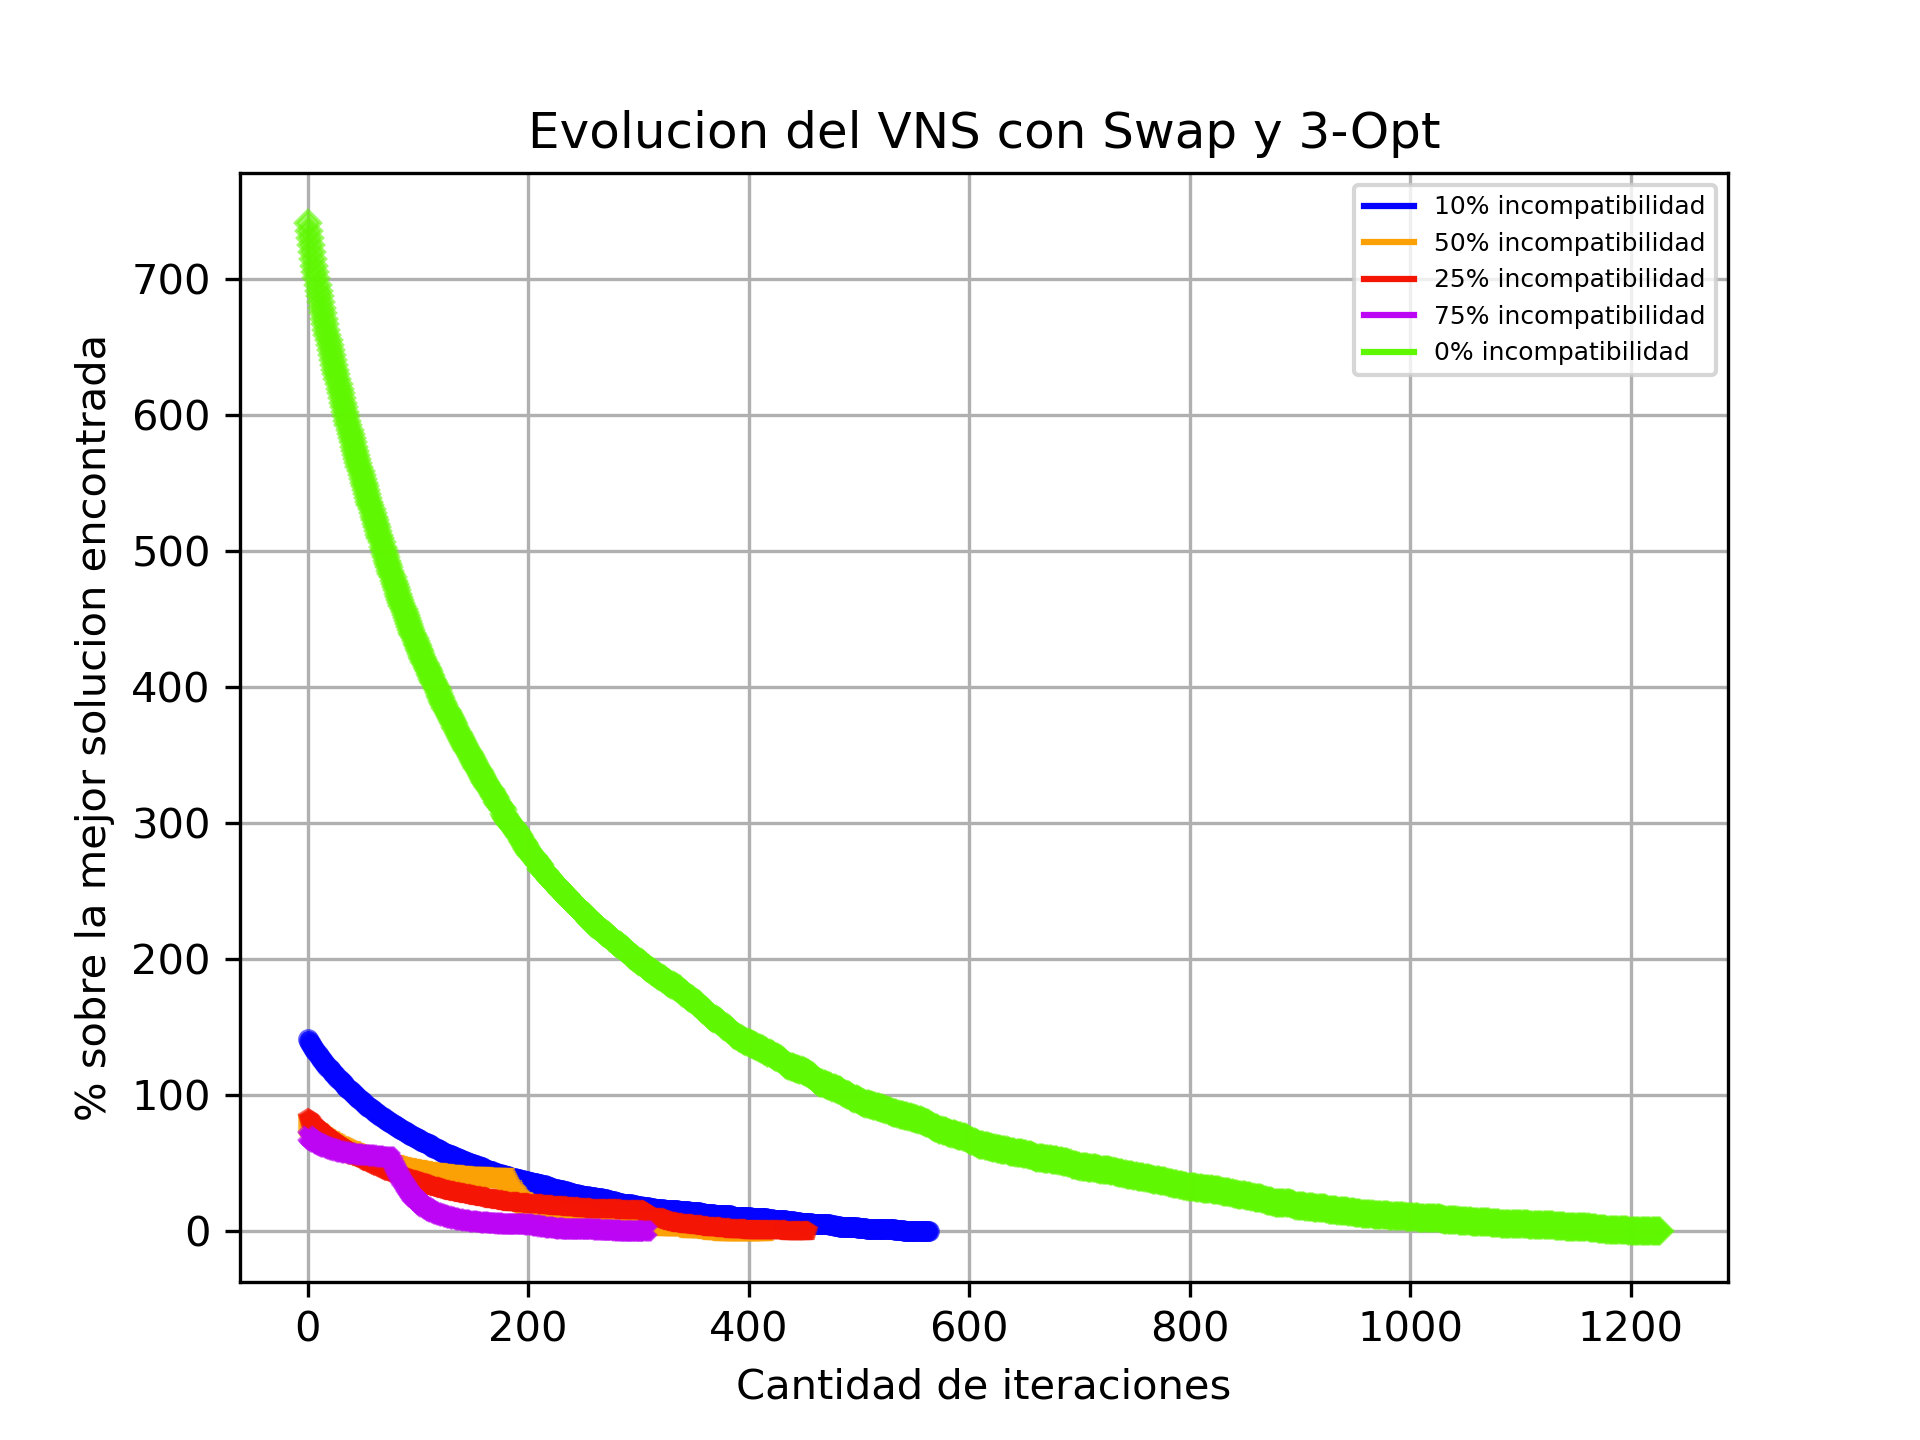 Evolucion del VNS con Swap y 3-Opt
10% incompatibilidad
50% incompatibilidad
25% incompatibilidad
75% incompatibilidad
0% incompatibilidad
% sobre la mejor solucion encontrada
700
600
500
400
300
200
100
0
0 200 400 600 800 1000 1200
Cantidad de iteraciones